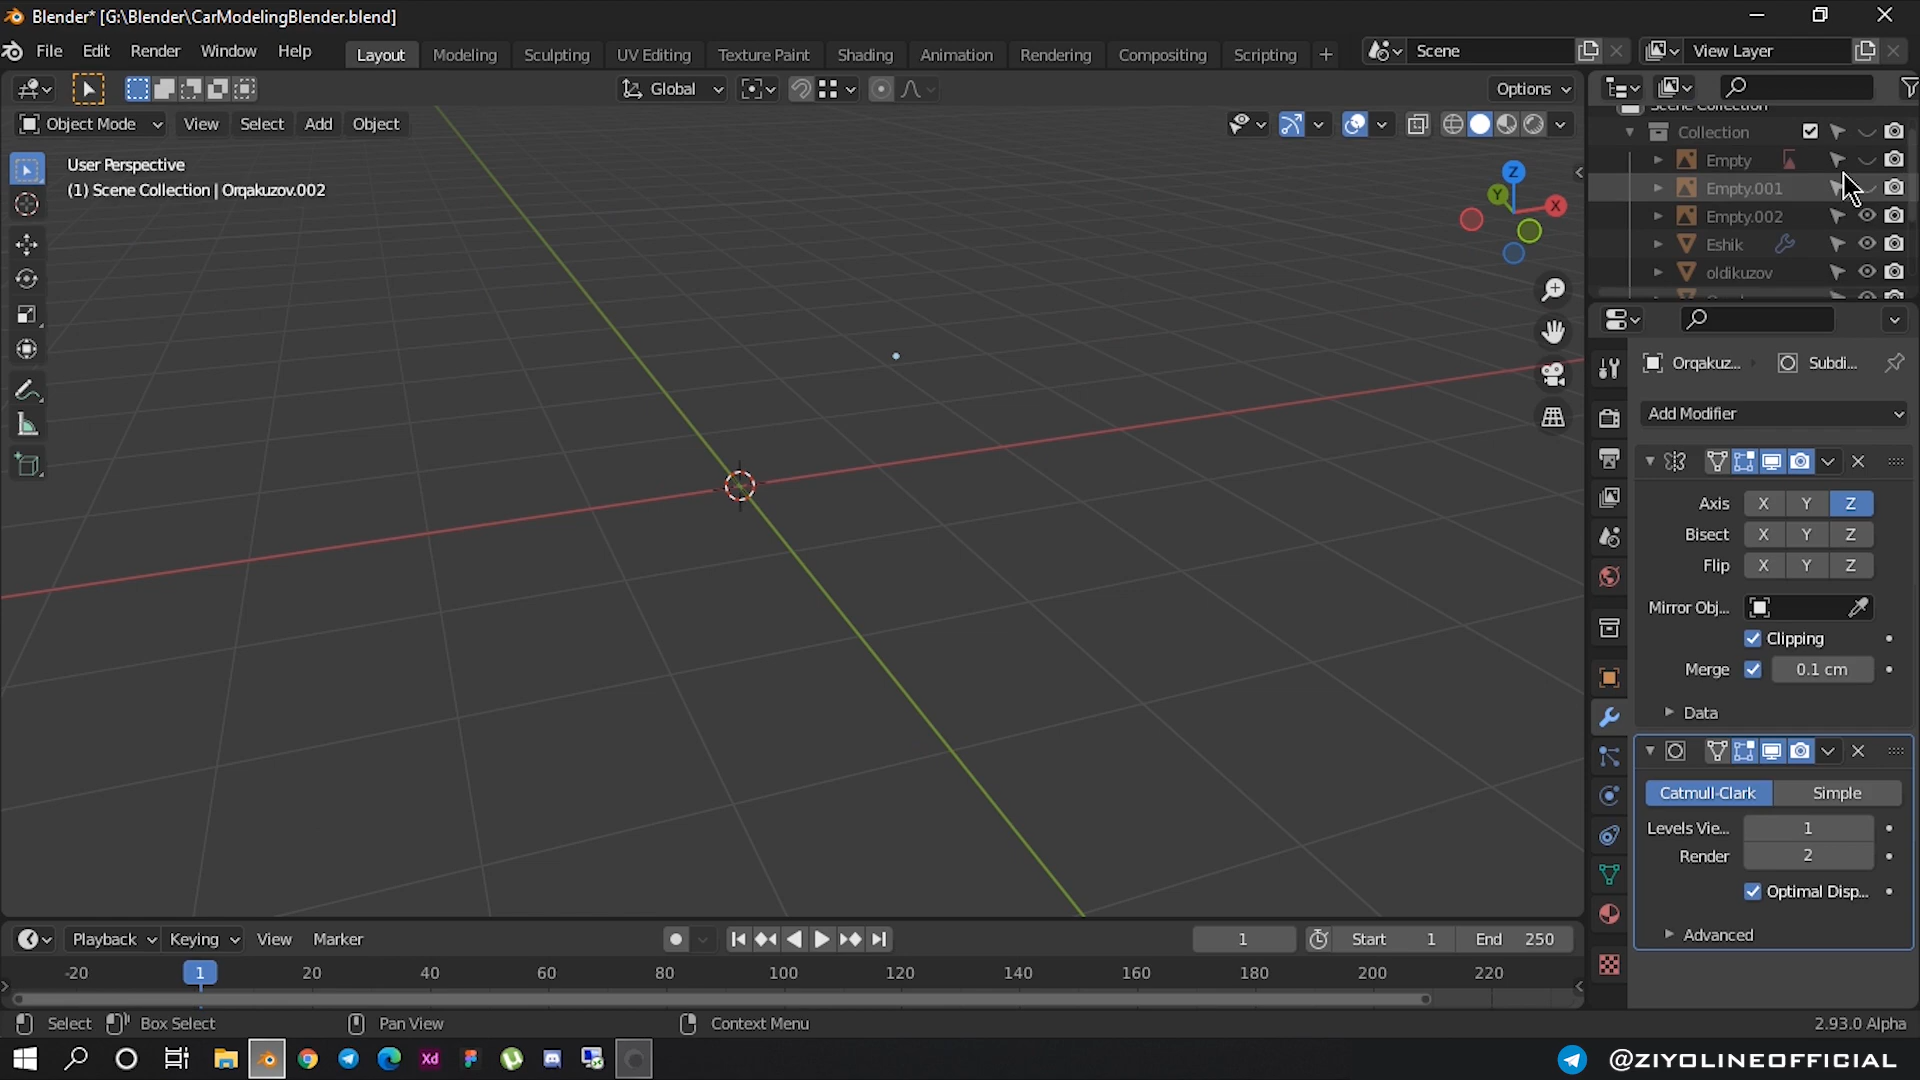 Blender* [G:\Blender\CarModelingBlender.blend]
File Edit Render Window Help Layout Modeling Sculpting UV Editing Texture Paint Shading Animation Rendering Compositing Scripting + Scene View Layer
Global Options
Object Mode View Select Add Object
User Perspective
(1) Scene Collection | Orqakuzov.002
Z
Y
X
Scene Collection
Collection
Empty
Empty.001
Empty.002
Eshik
oldikuzov
Orqakuz... Subdi...
Add Modifier
Axis X Y Z
Bisect X Y Z
Flip X Y Z
Mirror Obj...
Clipping
Merge 0.1 cm
Data
Catmull-Clark Simple
Levels Vie... 1
Render 2
Optimal Disp...
Advanced
Playback Keying View Marker 1 Start 1 End 250
-20 1 20 40 60 80 100 120 140 160 180 200 220
Select Box Select Pan View Context Menu 2.93.0 Alpha
Xd
@ZIYOLINEOFFICIAL